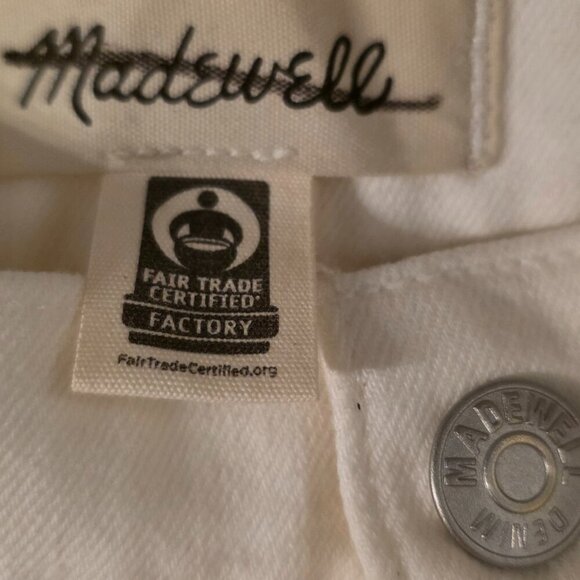 Madewell
FAIR TRADE
CERTIFIED
FACTORY
FairTradeCertified.org
MADEWELL
DENIM